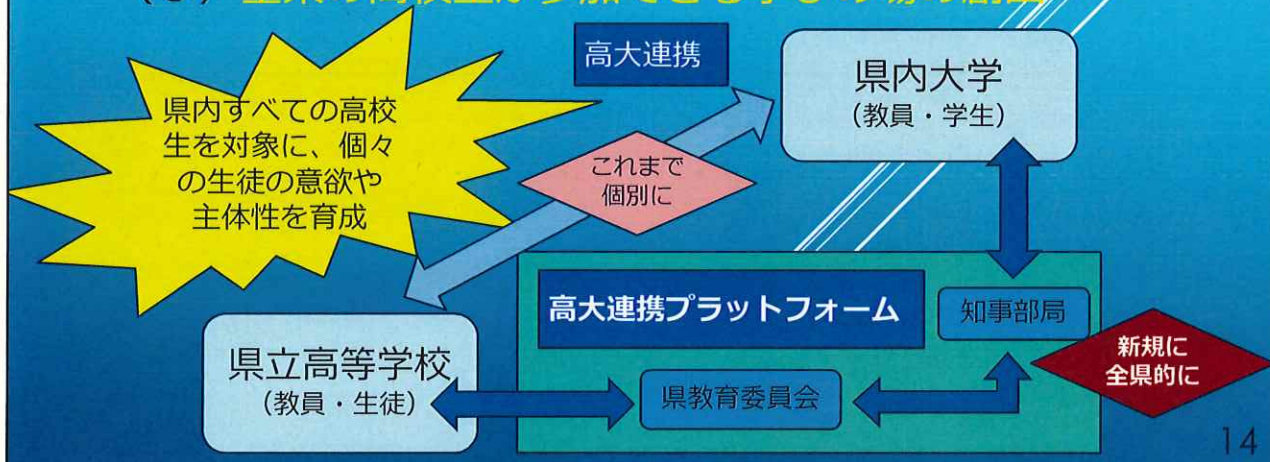 高大連携
県内大学
（教員・学生）
県内すべての高校
生を対象に、個々
の生徒の意欲や
主体性を育成
これまで
個別に
高大連携プラットフォーム
知事部局
新規に
全県的に
県立高等学校
（教員・生徒）
県教育委員会
14